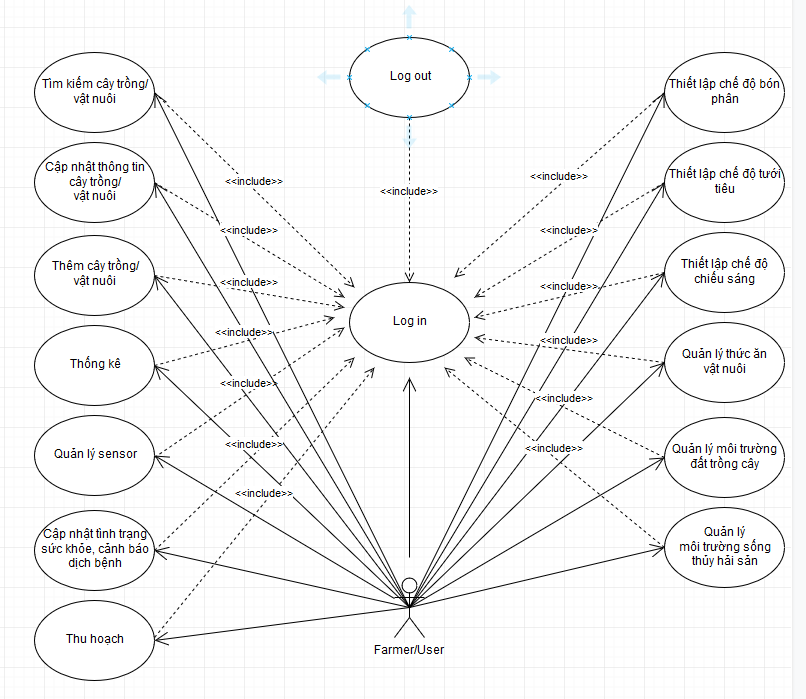 Log out
Tìm kiếm cây trồng/
vật nuôi
Cập nhật thông tin
cây trồng/
vật nuôi
Thêm cây trồng/
vật nuôi
Thống kê
Quản lý sensor
Cập nhật tình trạng
sức khỏe, cảnh báo
dịch bệnh
Thu hoạch
<<include>>
<<include>>
<<include>>
<<include>>
<<include>>
<<include>>
<<include>>
<<include>>
Log in
<<include>>
<<include>>
<<include>>
<<include>>
<<include>>
<<include>>
Thiết lập chế độ bón
phân
Thiết lập chế độ tưới
tiêu
Thiết lập chế độ
chiếu sáng
Quản lý thức ăn
vật nuôi
Quản lý môi trường
đất trồng cây
Quản lý
môi trường sống
thủy hải sản
Farmer/User